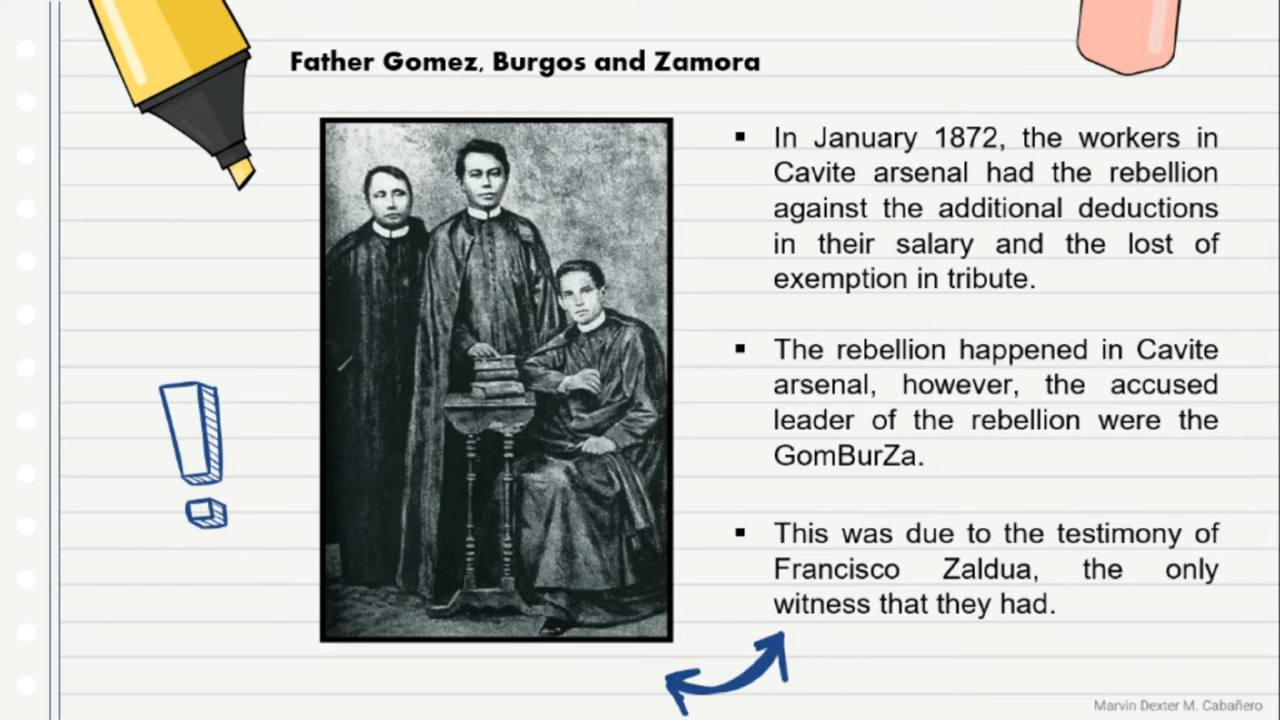 Father Gomez, Burgos and Zamora
▪ In January 1872, the workers in
Cavite arsenal had the rebellion
against the additional deductions
in their salary and the lost of
exemption in tribute.
▪ The rebellion happened in Cavite
arsenal, however, the accused
leader of the rebellion were the
GomBurZa.
▪ This was due to the testimony of
Francisco Zaldua, the only
witness that they had.
Marvin Dexter M. Cabañero